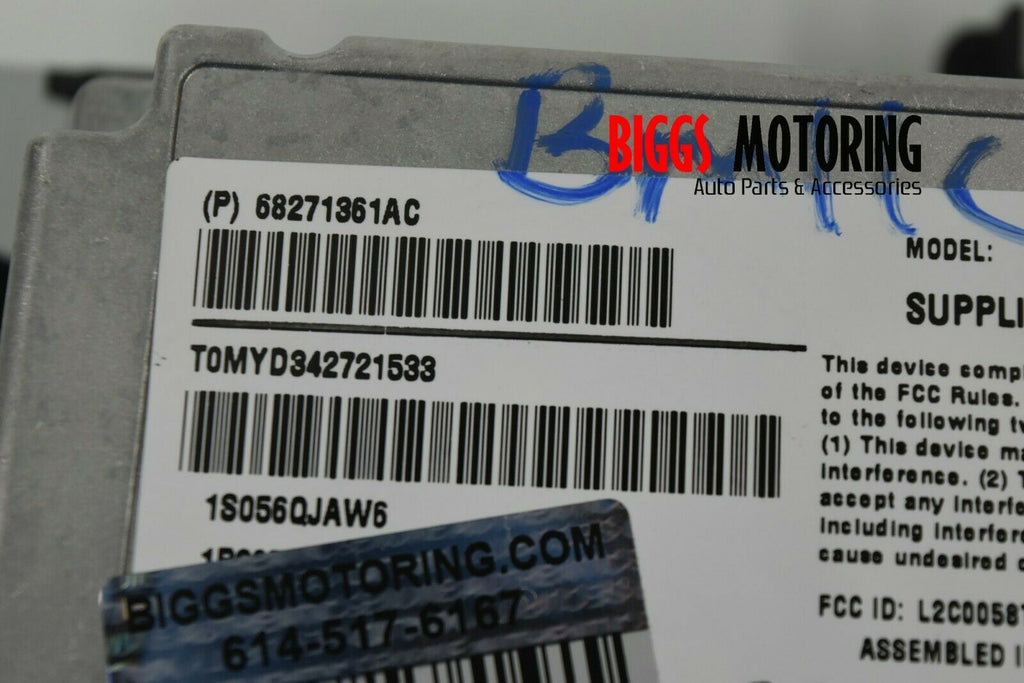 BIGGS MOTORING
Auto Parts & Accessories
(P) 68271361AC
MODEL:
SUPPLI
T0MYD342721533
This device compl
of the FCC Rules.
to the following tw
(1) This device ma
interference. (2) T
accept any interfe
including interferen
cause undesired o
1S056QJAW6
BIGGSMOTORING.COM
614-517-6167
FCC ID: L2C0058T
ASSEMBLED I